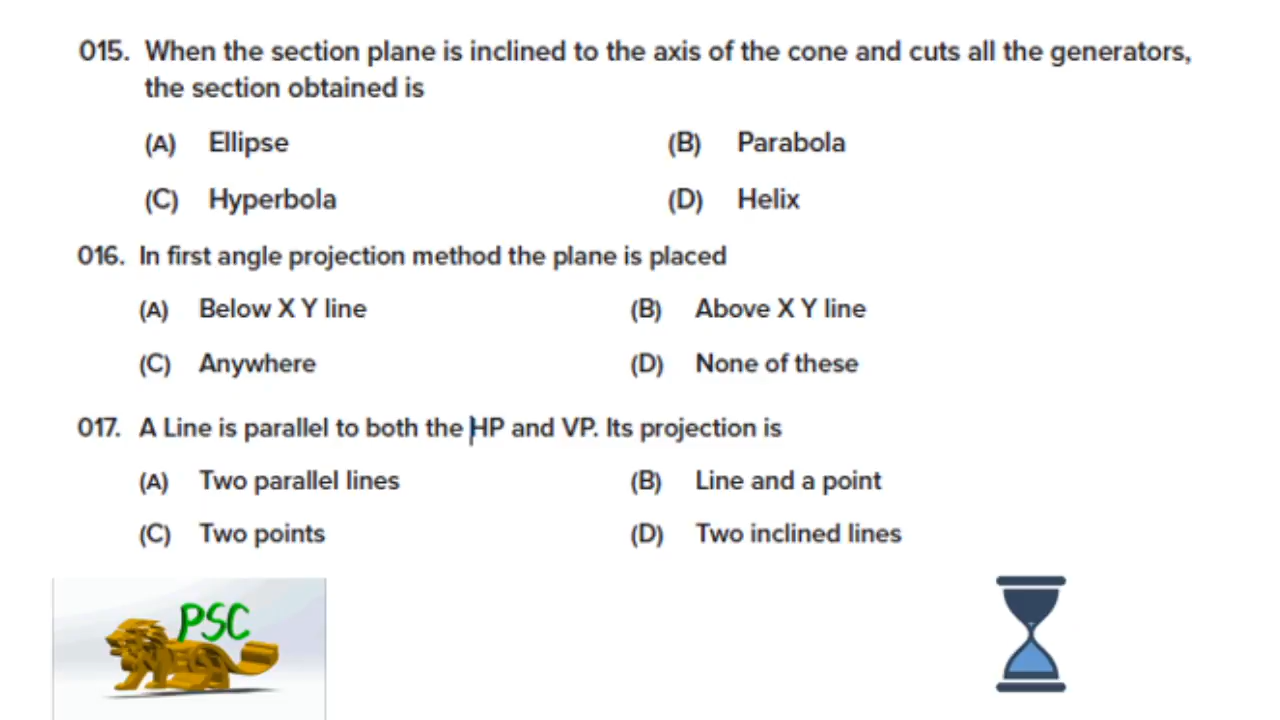 015. When the section plane is inclined to the axis of the cone and cuts all the generators,
the section obtained is
(A) Ellipse (B) Parabola
(C) Hyperbola (D) Helix
016. In first angle projection method the plane is placed
(A) Below X Y line (B) Above X Y line
(C) Anywhere (D) None of these
017. A Line is parallel to both the HP and VP. Its projection is
(A) Two parallel lines (B) Line and a point
(C) Two points (D) Two inclined lines
PSC